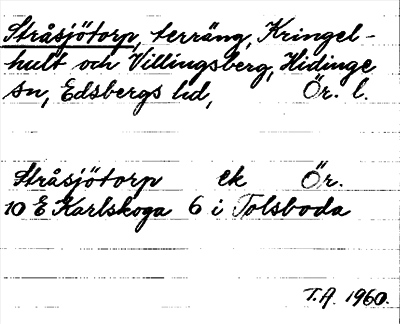 Stråsjötorp, terräng, Kringel-
hult och Villingsberg, Hidinge
sn, Edsbergs hd, Ör. l.
Stråsjötorp ek Ör.
10 E Karlskoga 6 i Tolsboda
T.A. 1960.